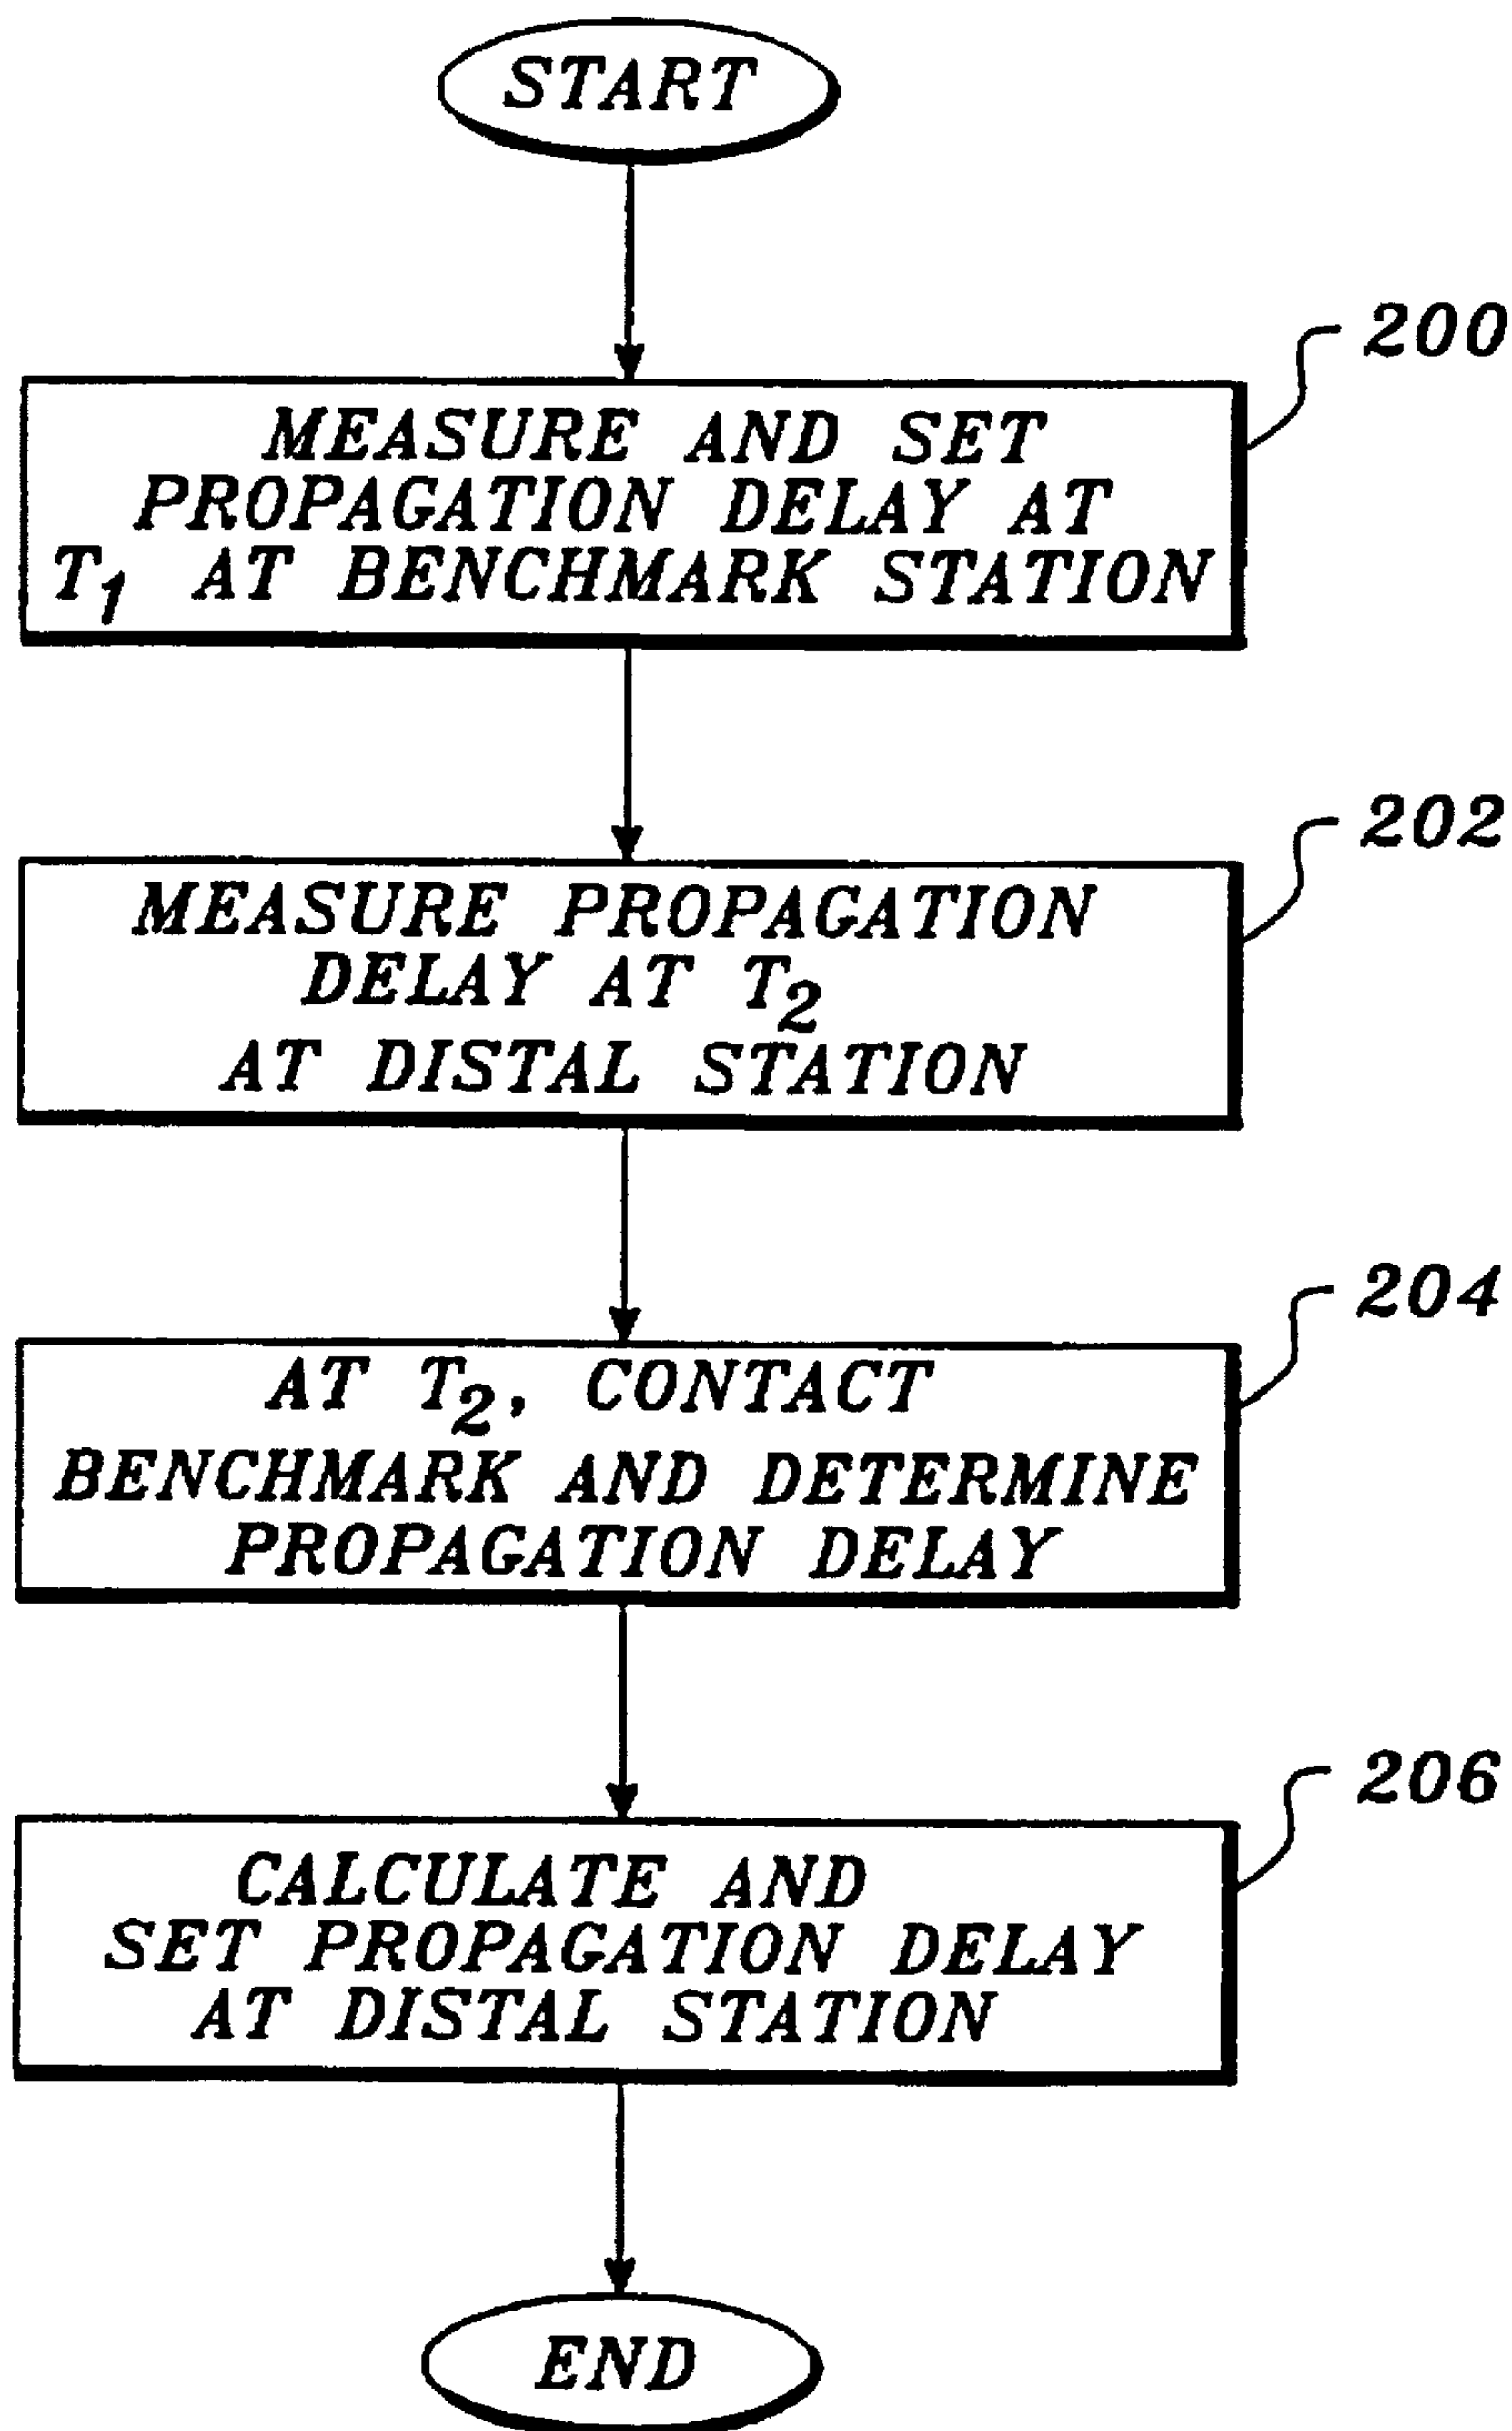 START
200
MEASURE AND SET
PROPAGATION DELAY AT
T₁ AT BENCHMARK STATION
202
MEASURE PROPAGATION
DELAY AT T₂
AT DISTAL STATION
204
AT T₂, CONTACT
BENCHMARK AND DETERMINE
PROPAGATION DELAY
206
CALCULATE AND
SET PROPAGATION DELAY
AT DISTAL STATION
END